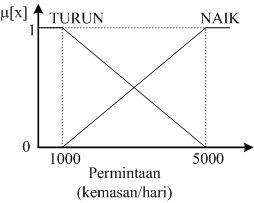 μ[x]
TURUN NAIK
1
0
1000 5000
Permintaan
(kemasan/hari)